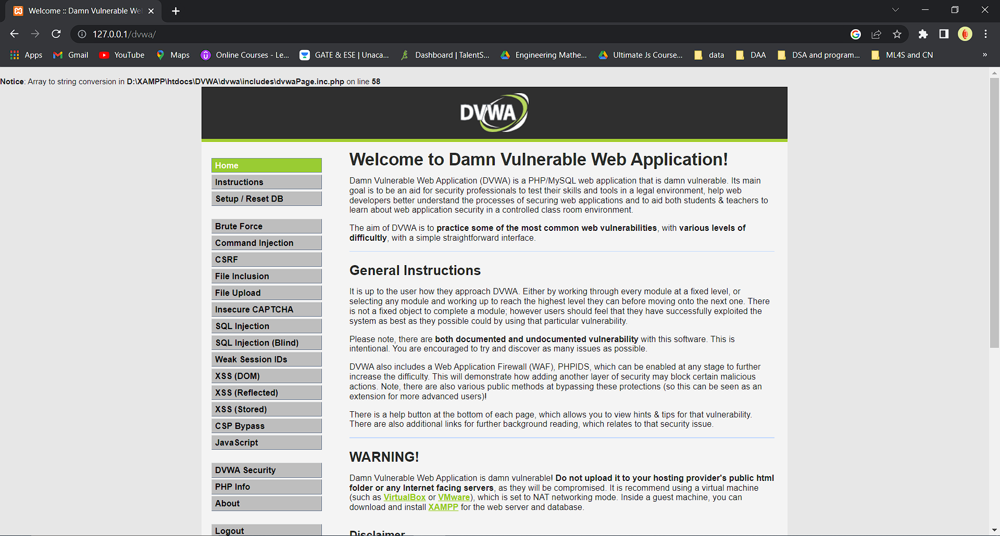 Welcome :: Damn Vulnerable Wel
127.0.0.1/dvwa/
Apps
Gmail
YouTube
Maps
Online Courses - Le...
GATE & ESE | Unaca...
Dashboard | TalentS...
Engineering Mathe...
Ultimate Js Course...
data
DAA
DSA and program...
ML4S and CN
»
Notice: Array to string conversion in D:\XAMPP\htdocs\DVWA\dvwa\includes\dvwaPage.inc.php on line 58
DVWA
Home
Instructions
Setup / Reset DB
Brute Force
Command Injection
CSRF
File Inclusion
File Upload
Insecure CAPTCHA
SQL Injection
SQL Injection (Blind)
Weak Session IDs
XSS (DOM)
XSS (Reflected)
XSS (Stored)
CSP Bypass
JavaScript
DVWA Security
PHP Info
About
Logout
Welcome to Damn Vulnerable Web Application!
Damn Vulnerable Web Application (DVWA) is a PHP/MySQL web application that is damn vulnerable. Its main
goal is to be an aid for security professionals to test their skills and tools in a legal environment, help web
developers better understand the processes of securing web applications and to aid both students & teachers to
learn about web application security in a controlled class room environment.
The aim of DVWA is to practice some of the most common web vulnerabilities, with various levels of
difficultly, with a simple straightforward interface.
General Instructions
It is up to the user how they approach DVWA. Either by working through every module at a fixed level, or
selecting any module and working up to reach the highest level they can before moving onto the next one. There
is not a fixed object to complete a module; however users should feel that they have successfully exploited the
system as best as they possible could by using that particular vulnerability.
Please note, there are both documented and undocumented vulnerability with this software. This is
intentional. You are encouraged to try and discover as many issues as possible.
DVWA also includes a Web Application Firewall (WAF), PHPIDS, which can be enabled at any stage to further
increase the difficulty. This will demonstrate how adding another layer of security may block certain malicious
actions. Note, there are also various public methods at bypassing these protections (so this can be seen as an
extension for more advanced users)!
There is a help button at the bottom of each page, which allows you to view hints & tips for that vulnerability.
There are also additional links for further background reading, which relates to that security issue.
WARNING!
Damn Vulnerable Web Application is damn vulnerable! Do not upload it to your hosting provider's public html
folder or any Internet facing servers, as they will be compromised. It is recommend using a virtual machine
(such as VirtualBox or VMware), which is set to NAT networking mode. Inside a guest machine, you can
download and install XAMPP for the web server and database.
Disclaimer